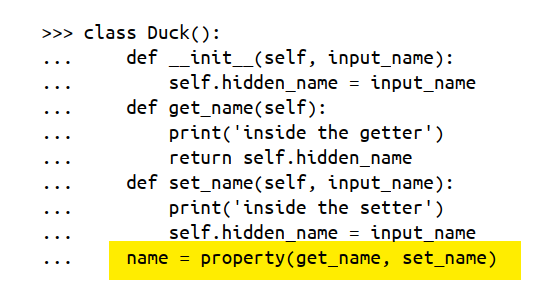 >>> class Duck():
...     def __init__(self, input_name):
...         self.hidden_name = input_name
...     def get_name(self):
...         print('inside the getter')
...         return self.hidden_name
...     def set_name(self, input_name):
...         print('inside the setter')
...         self.hidden_name = input_name
...     name = property(get_name, set_name)